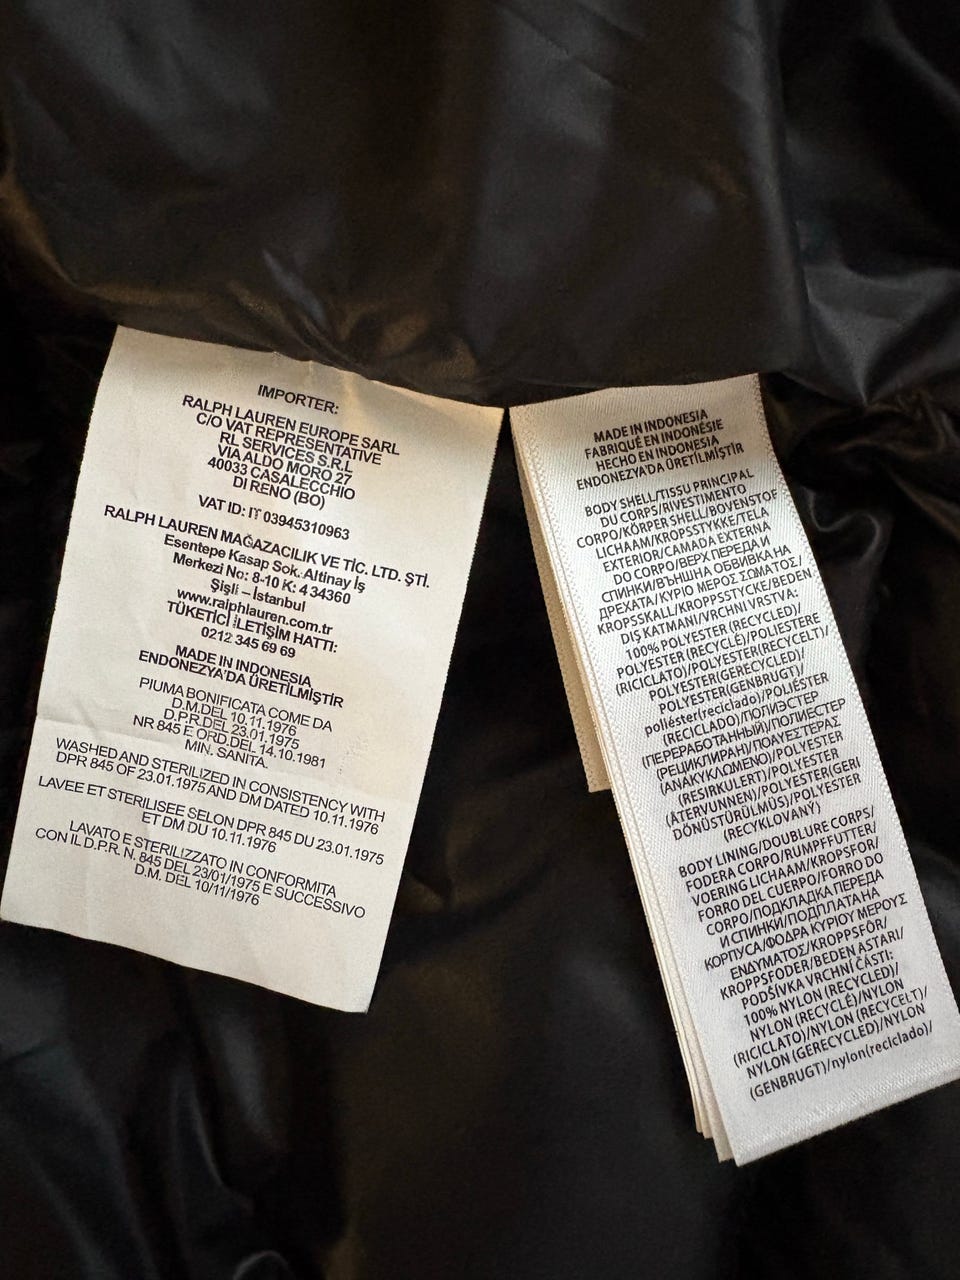 IMPORTER:
RALPH LAUREN EUROPE SARL
C/O VAT REPRESENTATIVE
RL SERVICES S.R.L
VIA ALDO MORO 27
40033 CASALECCHIO
DI RENO (BO)
VAT ID: IT 03945310963
RALPH LAUREN MAĞAZACILIK VE TİC. LTD. ŞTİ.
Esentepe Kasap Sok. Altinay İş
Merkezi No: 8-10 K: 4 34360
Şişli – İstanbul
www.ralphlauren.com.tr
TÜKETİCİ İLETİŞİM HATTI:
0212 345 69 69
MADE IN INDONESIA
ENDONEZYA'DA ÜRETİLMİŞTİR
PIUMA BONIFICATA COME DA
D.M.DEL 10.11.1976
D.P.R.DEL 23.01.1975
NR 845 E ORD.DEL 14.10.1981
MIN. SANITA.
WASHED AND STERILIZED IN CONSISTENCY WITH
DPR 845 OF 23.01.1975 AND DM DATED 10.11.1976
LAVEE ET STERILISEE SELON DPR 845 DU 23.01.1975
ET DM DU 10.11.1976
LAVATO E STERILIZZATO IN CONFORMITA
CON IL D.P.R. N. 845 DEL 23/01/1975 E SUCCESSIVO
D.M. DEL 10/11/1976
MADE IN INDONESIA
FABRIQUÉ EN INDONÉSIE
HECHO EN INDONESIA
ENDONEZYA'DA ÜRETİLMİŞTİR
BODY SHELL/TISSU PRINCIPAL
DU CORPS/RIVESTIMENTO
CORPO/KÖRPER SHELL/BOVENSTOF
LICHAAM/KROPSSTYKKE/TELA
EXTERIOR/CAMADA EXTERNA
DO CORPO/ВЕРХ ПЕРЕДА И
СПИНКИ/ВЪНШНА ОБВИВКА НА
ДРЕХАТА/ΚΥΡΙΟ ΜΕΡΟΣ ΣΩΜΑΤΟΣ/
KROPSSKALL/KROPPSSTYCKE/BEDEN
DIŞ KATMANI/VRCHNI VRSTVA:
100% POLYESTER (RECYCLED)/
POLYESTER (RECYCLÉ)/POLIESTERE
(RICICLATO)/POLYESTER(RECYCELT)/
POLYESTER(GERECYCLED)/
POLYESTER(GENBRUGT)/
poliéster(reciclado)/POLIÉSTER
(RECICLADO)/ПОЛИЭСТЕР
(ПЕРЕРАБОТАННЫЙ)/ПОЛИЕСТЕР
(РЕЦИКЛИРАН)/ΠΟΛΥΕΣΤΕΡΑΣ
(ΑΝΑΚΥΚΛΩΜΕΝΟ)/POLYESTER
(RESIRKULERT)/POLYESTER
(ÅTERVUNNEN)/POLYESTER(GERI
DÖNÜSTÜRÜLMÜS)/POLYESTER
(RECYKLOVANÝ)
BODY LINING/DOUBLURE CORPS/
FODERA CORPO/RUMPFFUTTER/
VOERING LICHAAM/KROPSFOR/
FORRO DEL CUERPO/FORRO DO
CORPO/ПОДКЛАДКА ПЕРЕДА
И СПИНКИ/ПОДПЛАТА НА
КОРПУСА/ΦΟΔΡΑ ΚΥΡΙΟΥ ΜΕΡΟΥΣ
ΕΝΔΥΜΑΤΟΣ/KROPPSFÔR/
KROPPSFODER/BEDEN ASTARI/
PODŠÍVKA VRCHNÍ ČÁSTI:
100% NYLON (RECYCLED)/
NYLON (RECYCLÉ)/NYLON
(RICICLATO)/NYLON (RECYCELT)/
NYLON (GERECYCLED)/NYLON
(GENBRUGT)/nylon(reciclado)/